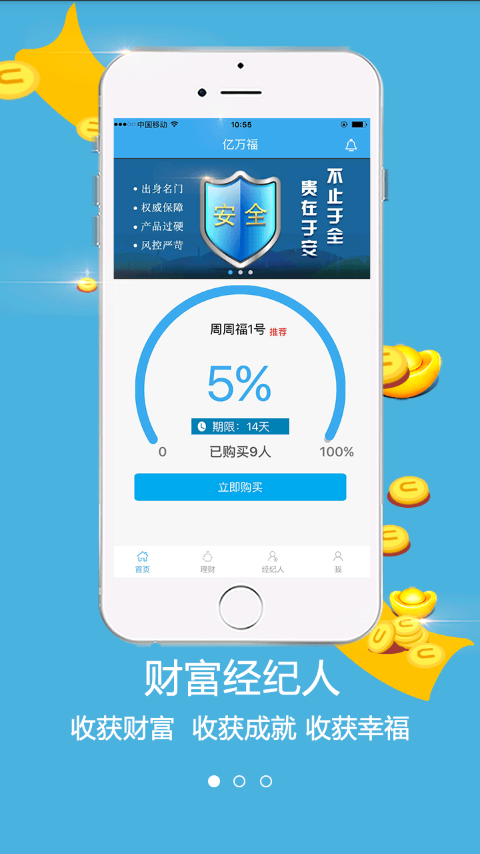 中国移动
10:55
亿万福
• 出身名门
• 权威保障
• 产品过硬
• 风控严苛
安全
不止于全
贵在于安
周周福1号 推荐
5%
期限：14天
0 已购买9人 100%
立即购买
首页 理财 经纪人 我
财富经纪人
收获财富 收获成就 收获幸福